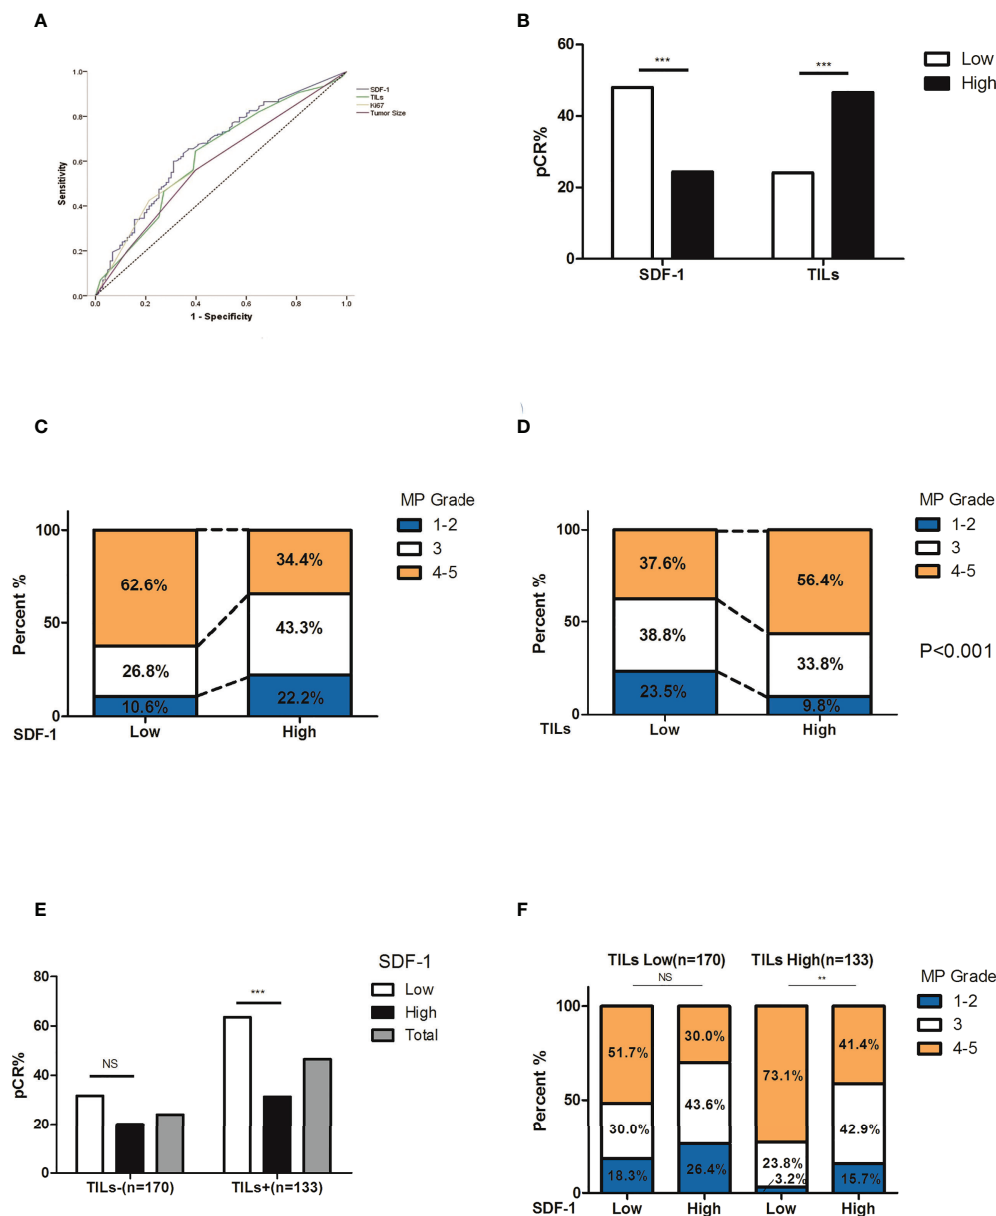 A
1.0
0.8
0.6
0.4
0.2
0.0
Sensitivity
0.0 0.2 0.4 0.6 0.8 1.0
1 - Specificity
SDF-1
TILs
Ki67
Tumor Size
B
60
40
20
0
pCR%
***
***
SDF-1 TILs
Low
High
C
MP Grade
1-2
3
4-5
100
50
0
Percent %
62.6%
26.8%
10.6%
34.4%
43.3%
22.2%
SDF-1 Low High
D
MP Grade
1-2
3
4-5
P<0.001
100
50
0
Percent %
37.6%
38.8%
23.5%
56.4%
33.8%
9.8%
TILs Low High
E
SDF-1
Low
High
Total
80
60
40
20
0
pCR%
NS
***
TILs-(n=170) TILs+(n=133)
F
TILs Low(n=170) TILs High(n=133)
NS **
MP Grade
1-2
3
4-5
100
50
0
Percent %
51.7%
30.0%
18.3%
30.0%
43.6%
26.4%
73.1%
23.8%
3.2%
41.4%
42.9%
15.7%
SDF-1 Low High Low High